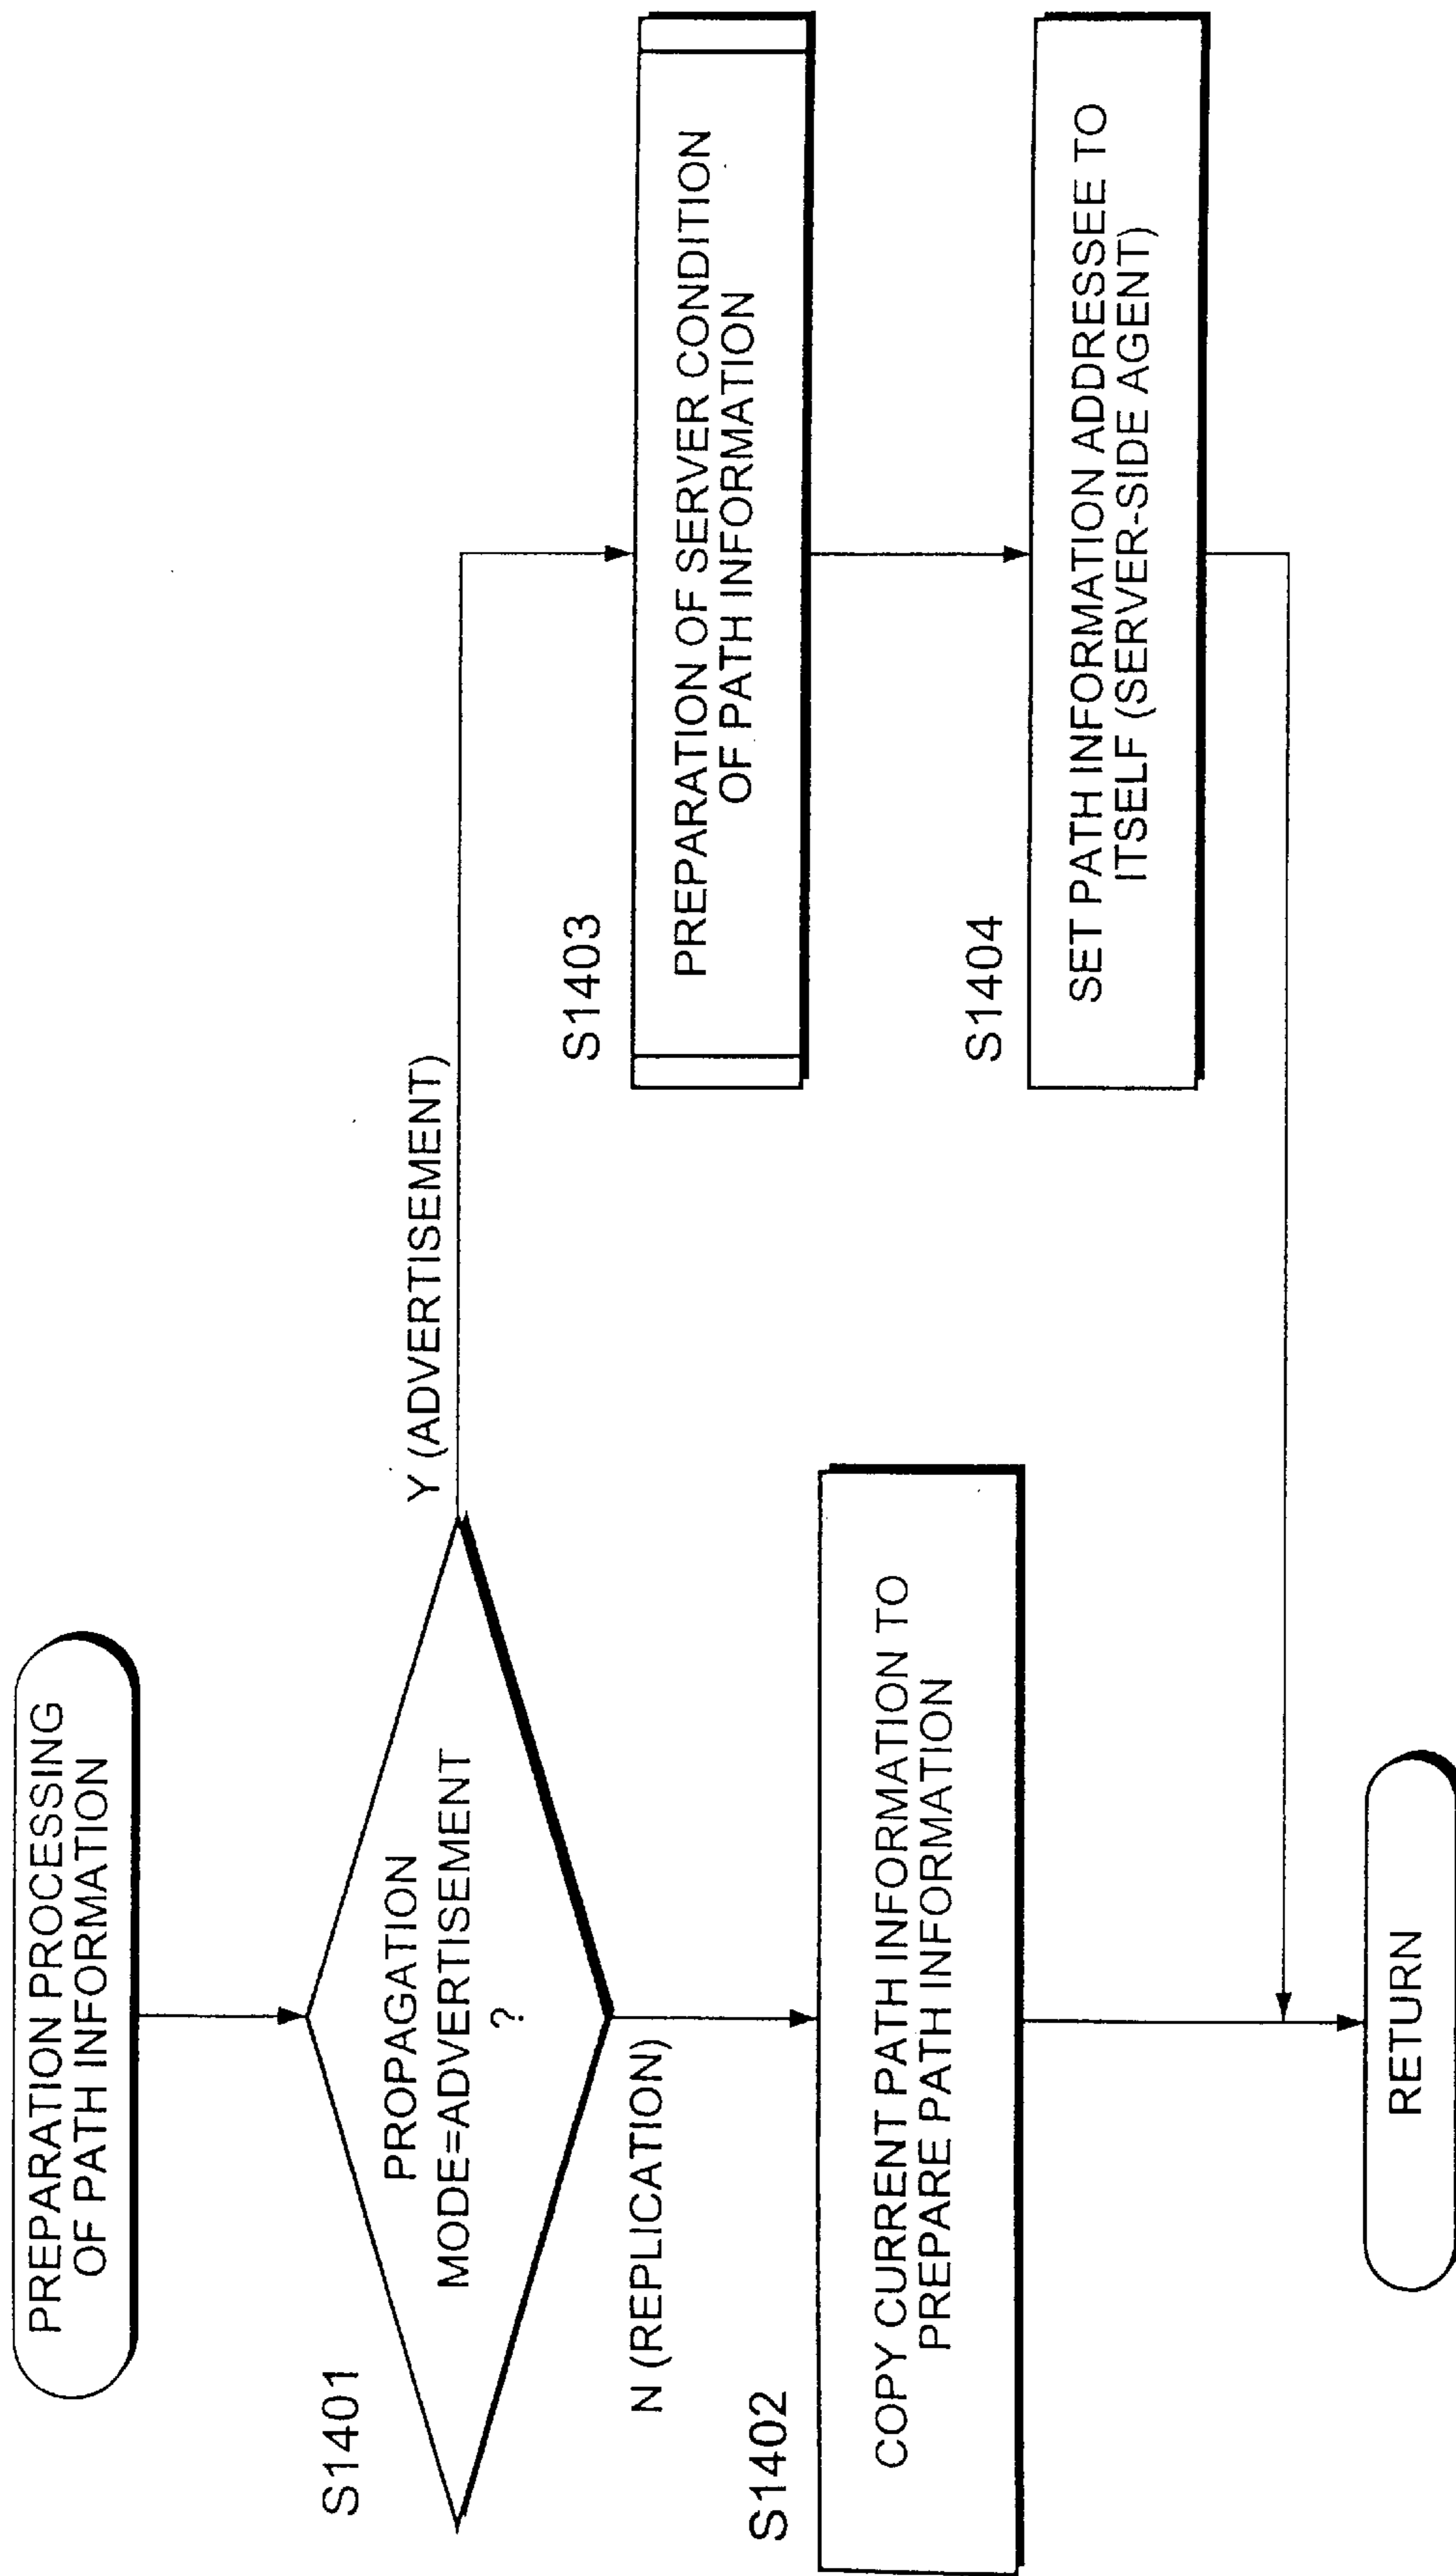 PREPARATION PROCESSING
OF PATH INFORMATION
S1401
PROPAGATION
MODE=ADVERTISEMENT
?
Y (ADVERTISEMENT)
N (REPLICATION)
S1402
COPY CURRENT PATH INFORMATION TO
PREPARE PATH INFORMATION
S1403
PREPARATION OF SERVER CONDITION
OF PATH INFORMATION
S1404
SET PATH INFORMATION ADDRESSEE TO
ITSELF (SERVER-SIDE AGENT)
RETURN